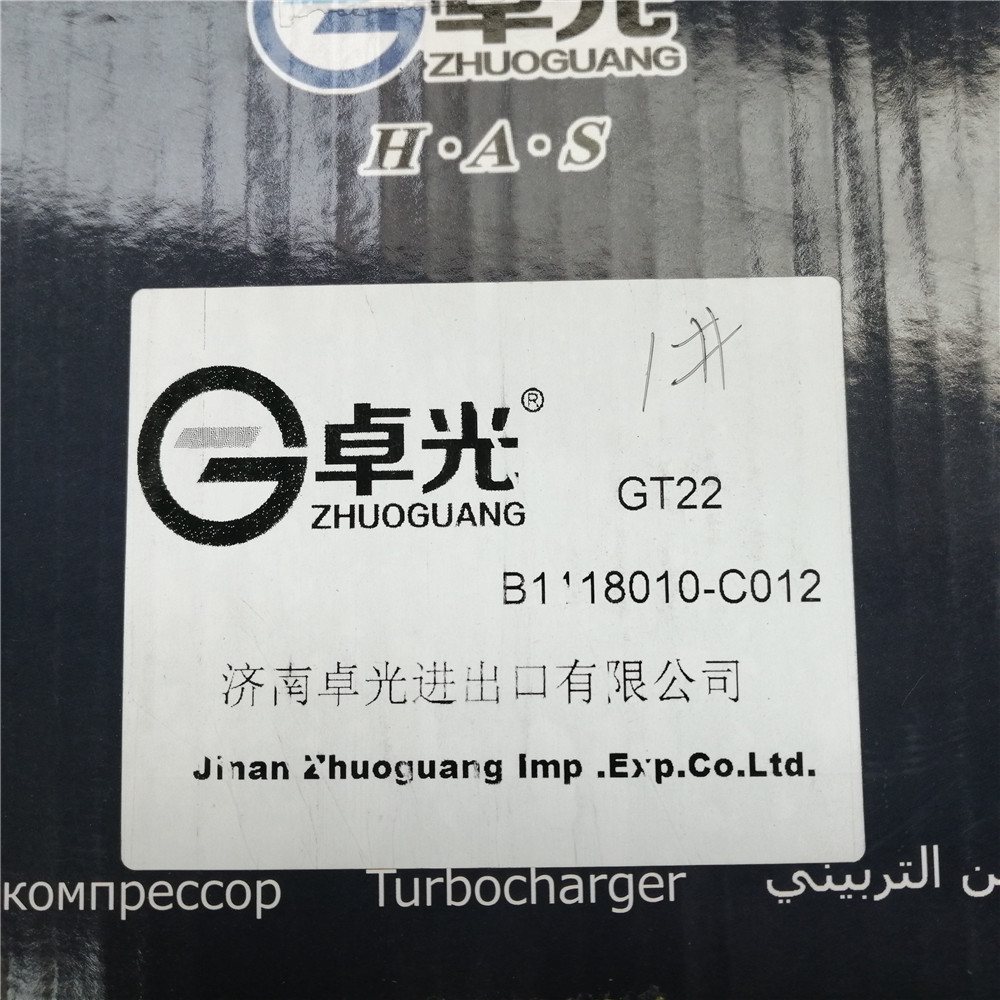 卓光
ZHUOGUANG
H·A·S
1#
卓光®
ZHUOGUANG
GT22
B1118010-C012
济南卓光进出口有限公司
Jinan Zhuoguang Imp .Exp.Co.Ltd.
компрессор Turbocharger ن التربيني